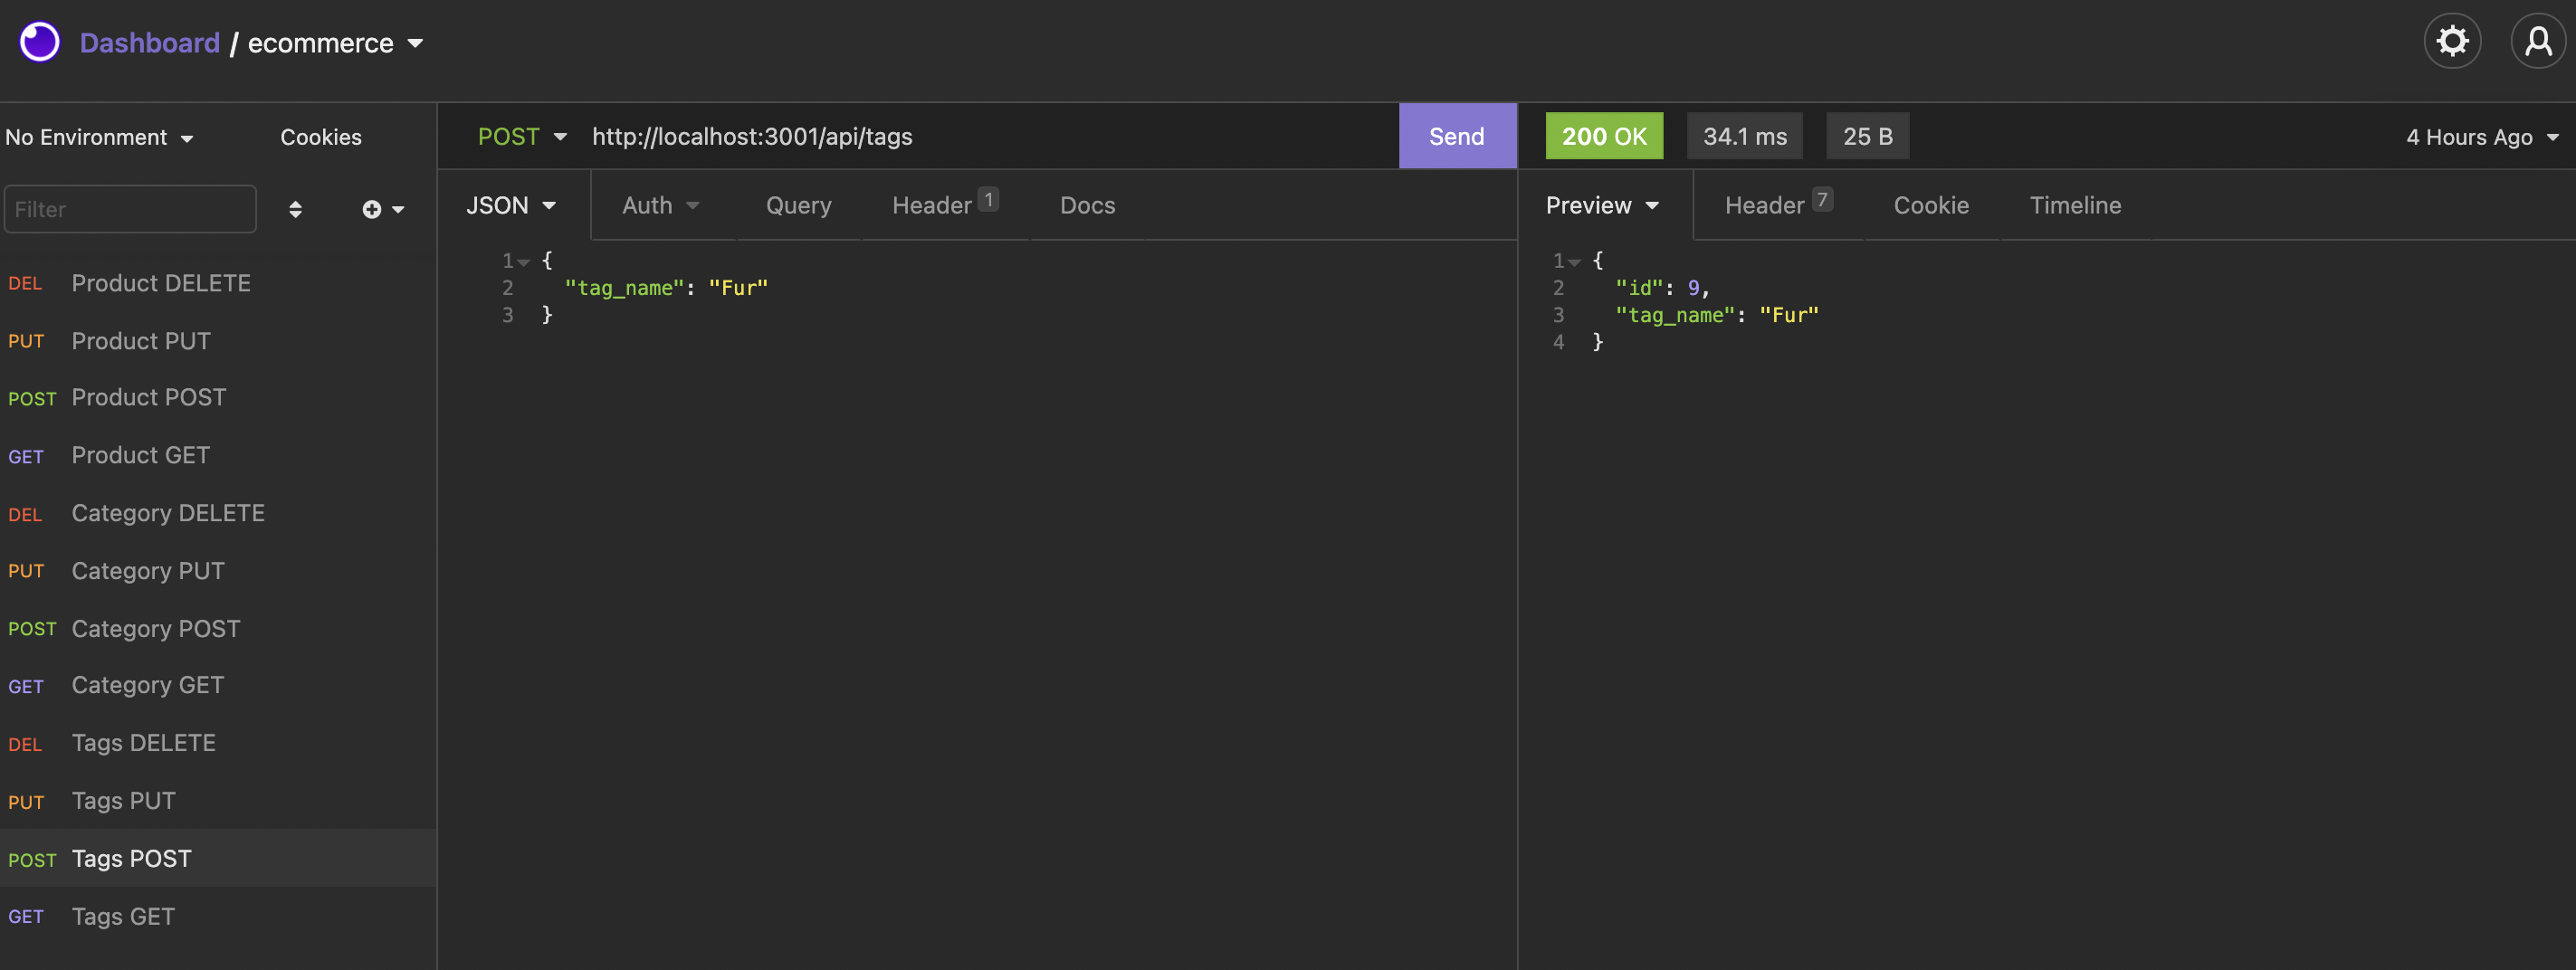 Dashboard / ecommerce
No Environment Cookies
Filter
DEL Product DELETE
PUT Product PUT
POST Product POST
GET Product GET
DEL Category DELETE
PUT Category PUT
POST Category POST
GET Category GET
DEL Tags DELETE
PUT Tags PUT
POST Tags POST
GET Tags GET
POST http://localhost:3001/api/tags Send
JSON Auth Query Header 1 Docs
1 {
2 "tag_name": "Fur"
3 }
200 OK 34.1 ms 25 B 4 Hours Ago
Preview Header 7 Cookie Timeline
1 {
2 "id": 9,
3 "tag_name": "Fur"
4 }